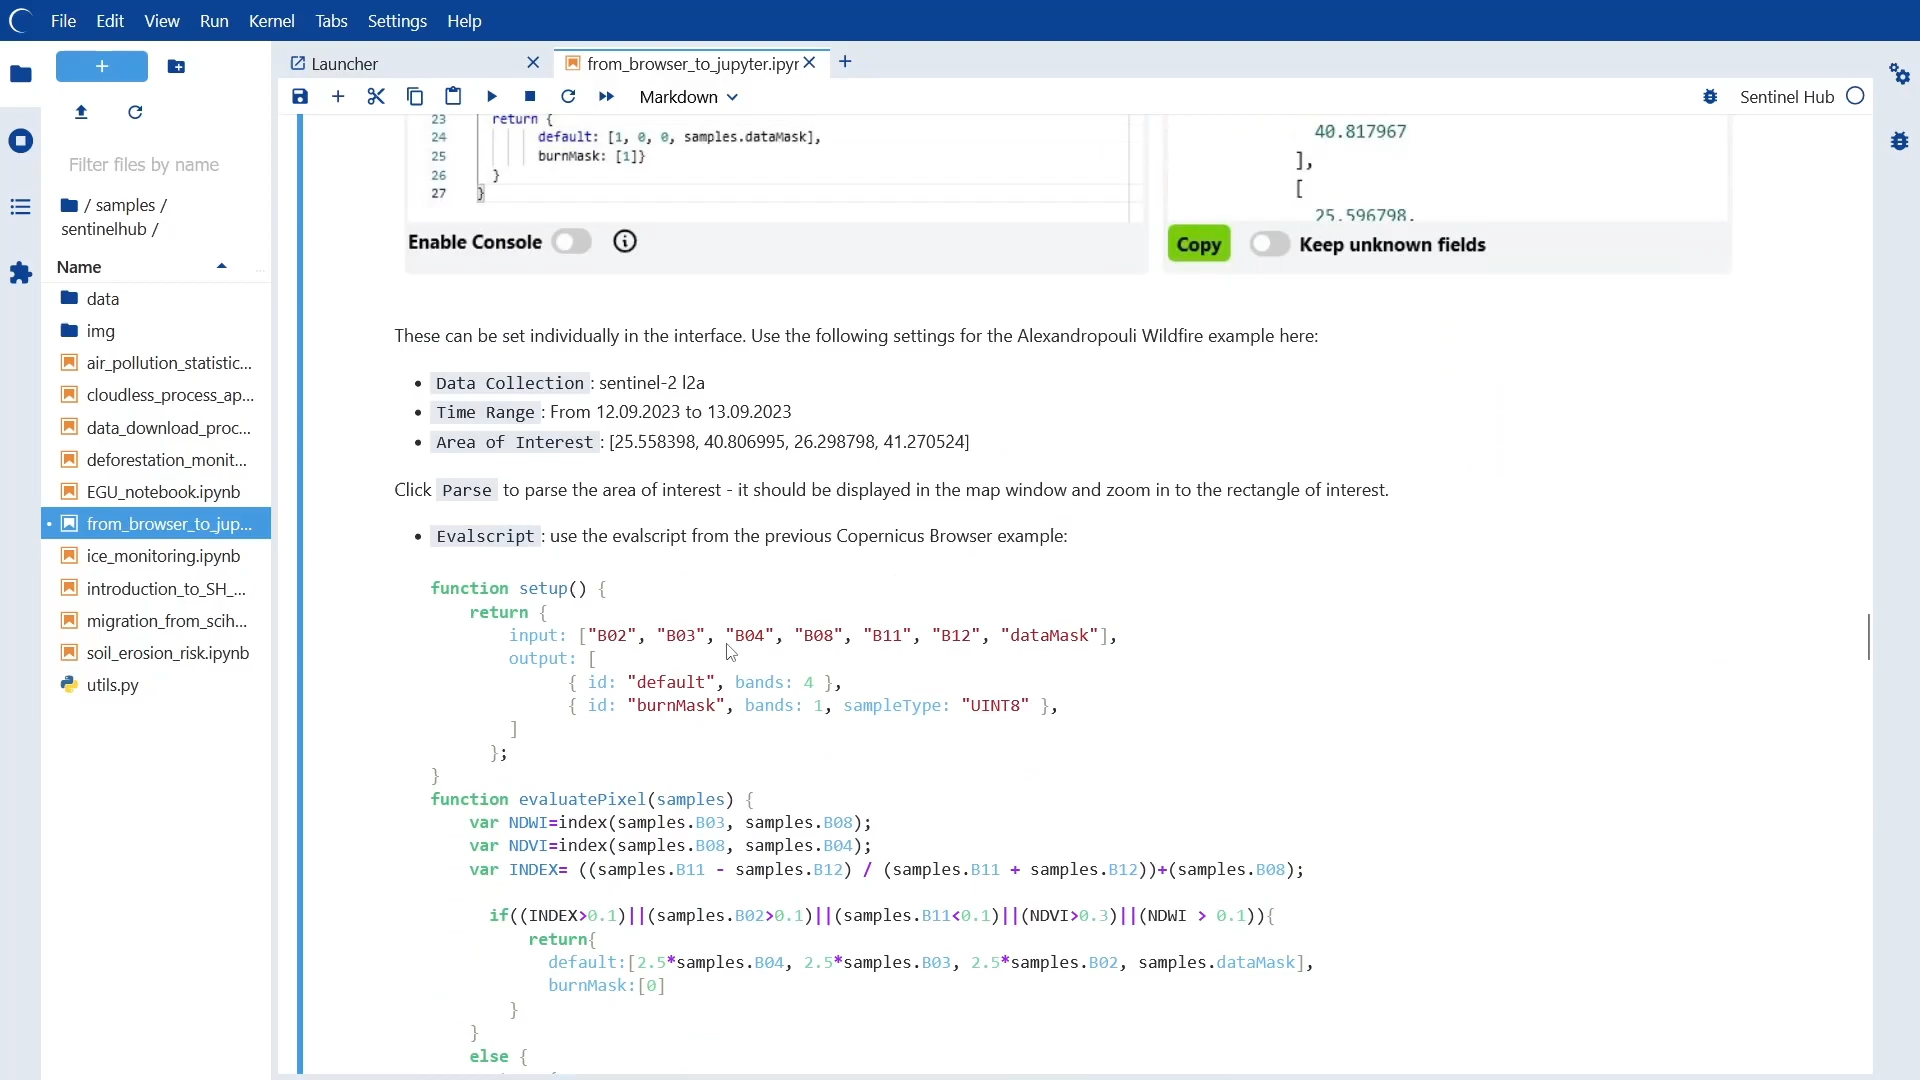 File Edit View Run Kernel Tabs Settings Help
Launcher
from_browser_to_jupyter.ipyr
Markdown
Sentinel Hub
Filter files by name
/ samples /
sentinelhub /
Name
data
img
air_pollution_statistic...
cloudless_process_ap...
data_download_proc...
deforestation_monit...
EGU_notebook.ipynb
from_browser_to_jup...
ice_monitoring.ipynb
introduction_to_SH_...
migration_from_scih...
soil_erosion_risk.ipynb
utils.py
23 return {
24 default: [1, 0, 0, samples.dataMask],
25 burnMask: [1]}
26 }
27 }
Enable Console
40.817967
],
[
25.596798,
Copy Keep unknown fields
These can be set individually in the interface. Use the following settings for the Alexandropouli Wildfire example here:
• Data Collection : sentinel-2 l2a
• Time Range : From 12.09.2023 to 13.09.2023
• Area of Interest : [25.558398, 40.806995, 26.298798, 41.270524]
Click Parse to parse the area of interest - it should be displayed in the map window and zoom in to the rectangle of interest.
• Evalscript : use the evalscript from the previous Copernicus Browser example:
function setup() {
return {
input: ["B02", "B03", "B04", "B08", "B11", "B12", "dataMask"],
output: [
{ id: "default", bands: 4 },
{ id: "burnMask", bands: 1, sampleType: "UINT8" },
]
};
}
function evaluatePixel(samples) {
var NDWI=index(samples.B03, samples.B08);
var NDVI=index(samples.B08, samples.B04);
var INDEX= ((samples.B11 - samples.B12) / (samples.B11 + samples.B12))+(samples.B08);
if((INDEX>0.1)||(samples.B02>0.1)||(samples.B11<0.1)||(NDVI>0.3)||(NDWI > 0.1)){
return{
default:[2.5*samples.B04, 2.5*samples.B03, 2.5*samples.B02, samples.dataMask],
burnMask:[0]
}
}
else {